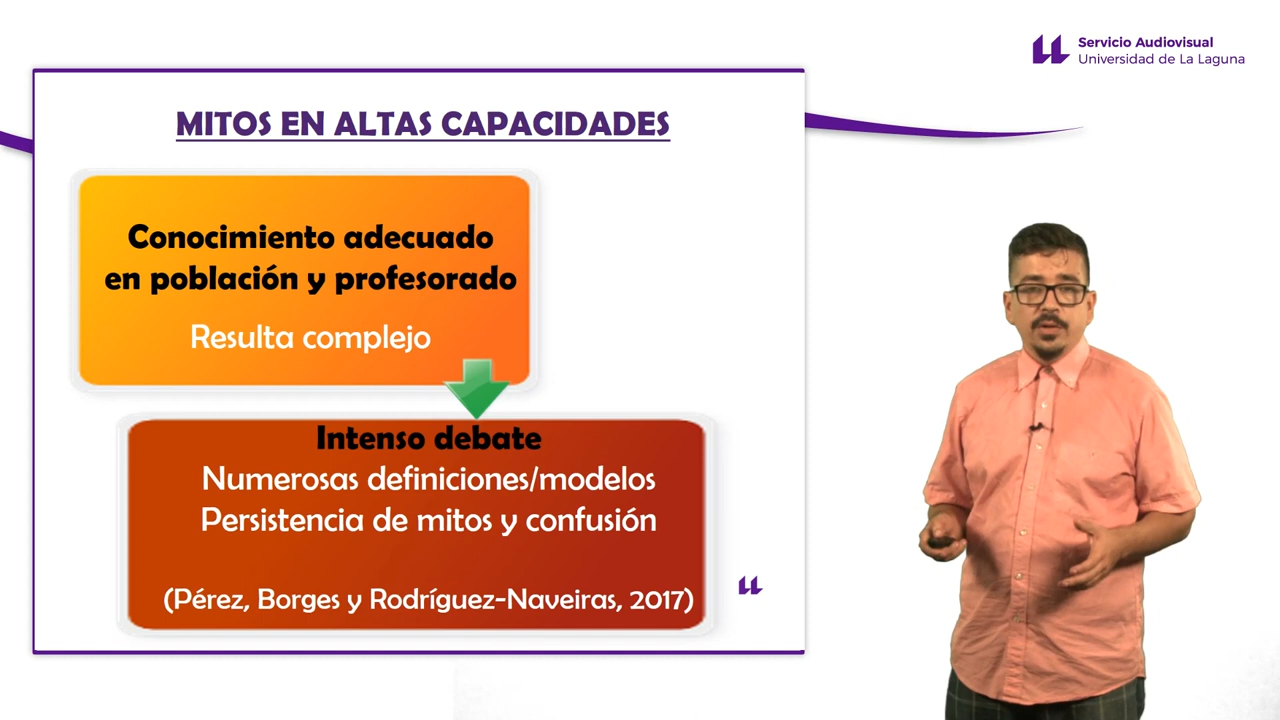 Servicio Audiovisual
Universidad de La Laguna
MITOS EN ALTAS CAPACIDADES
Conocimiento adecuado
en población y profesorado
Resulta complejo
Intenso debate
Numerosas definiciones/modelos
Persistencia de mitos y confusión
(Pérez, Borges y Rodríguez-Naveiras, 2017)